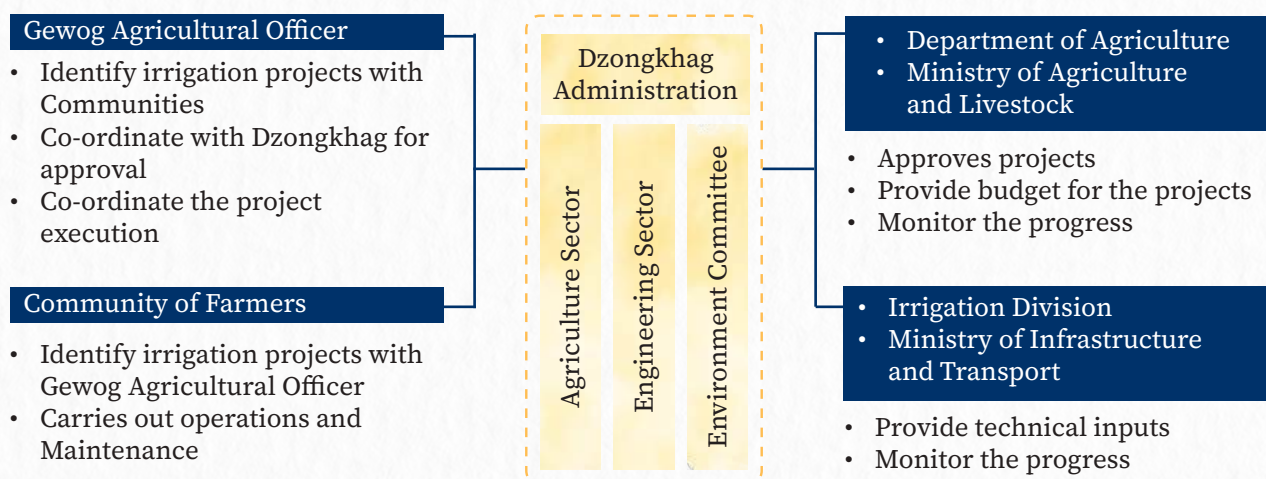 Gewog Agricultural Officer
• Identify irrigation projects with
Communities
• Co-ordinate with Dzongkhag for
approval
• Co-ordinate the project
execution
Community of Farmers
• Identify irrigation projects with
Gewog Agricultural Officer
• Carries out operations and
Maintenance
Dzongkhag
Administration
Agriculture Sector
Engineering Sector
Environment Committee
• Department of Agriculture
• Ministry of Agriculture
and Livestock
• Approves projects
• Provide budget for the projects
• Monitor the progress
• Irrigation Division
• Ministry of Infrastructure
and Transport
• Provide technical inputs
• Monitor the progress